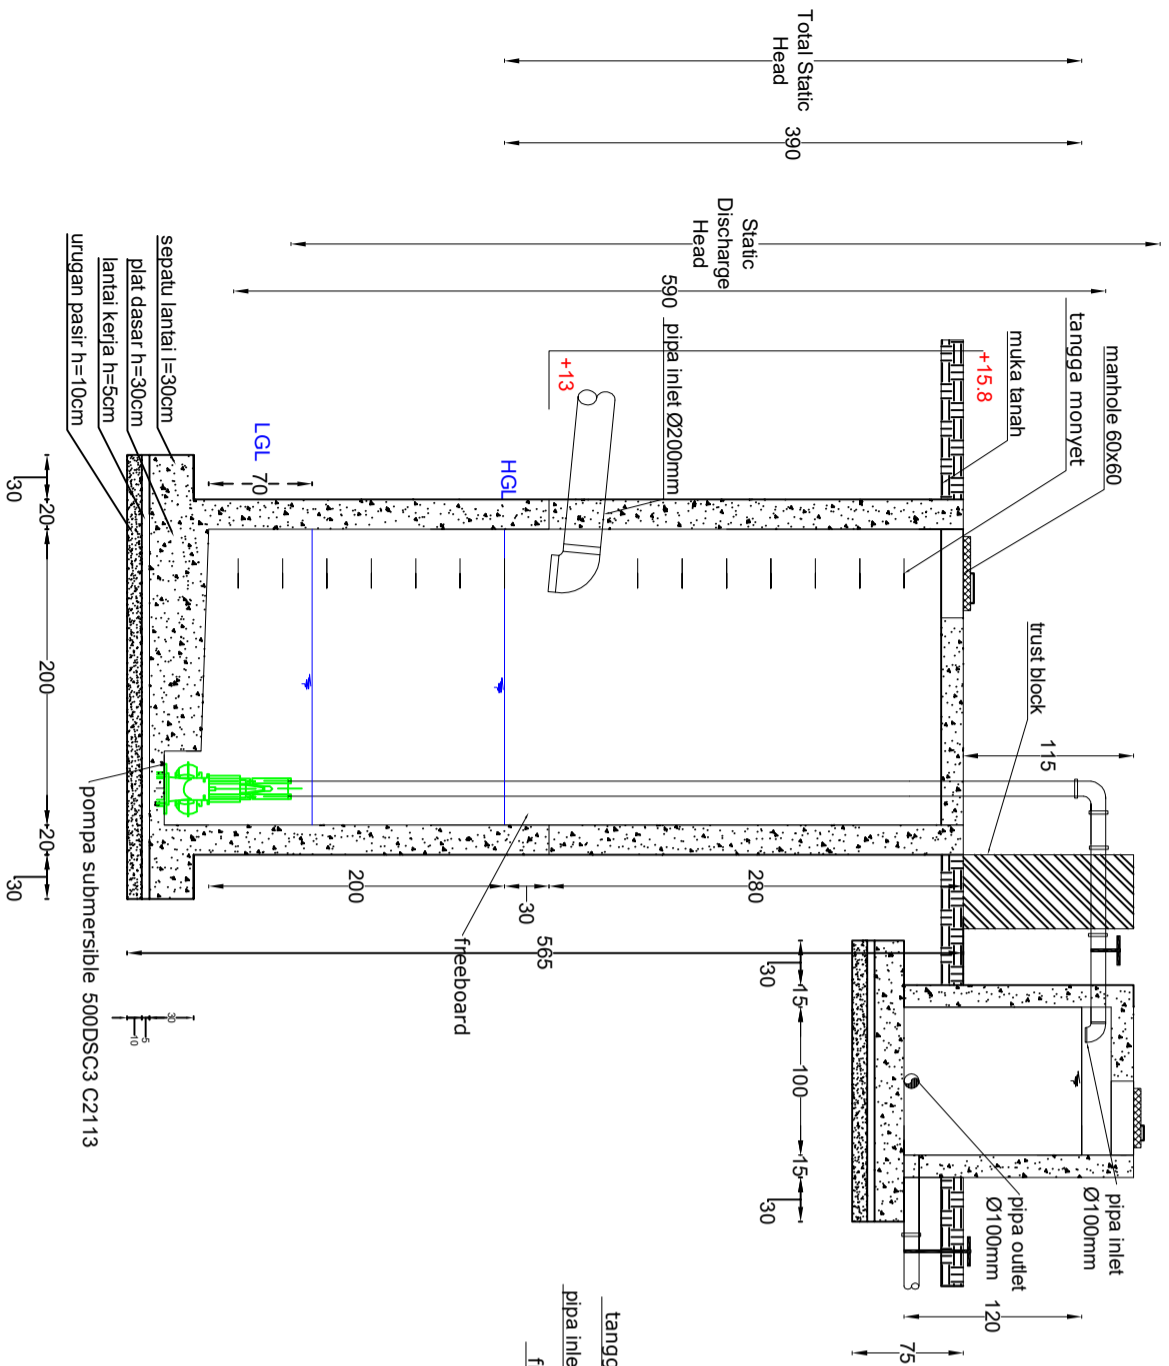 Total Static
Head
390
Static
Discharge
Head
590
pipa inlet Ø200mm
+13
+15.8
muka tanah
tangga monyet
manhole 60x60
trust block
115
sepatu lantai l=30cm
plat dasar h=30cm
lantai kerja h=5cm
urugan pasir h=10cm
LGL
70
HGL
30
20
200
20
30
pompa submersible 500DSC3 C2113
200
30
280
565
freeboard
30
5
10
30
15
100
15
30
pipa inlet
Ø100mm
pipa outlet
Ø100mm
120
75
tangg
pipa inle
f